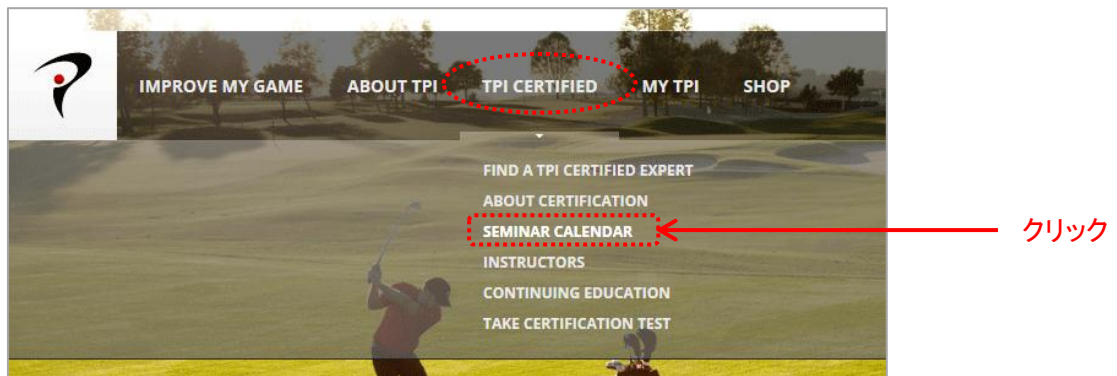 IMPROVE MY GAME ABOUT TPI TPI CERTIFIED MY TPI SHOP
FIND A TPI CERTIFIED EXPERT
ABOUT CERTIFICATION
SEMINAR CALENDAR
クリック
INSTRUCTORS
CONTINUING EDUCATION
TAKE CERTIFICATION TEST